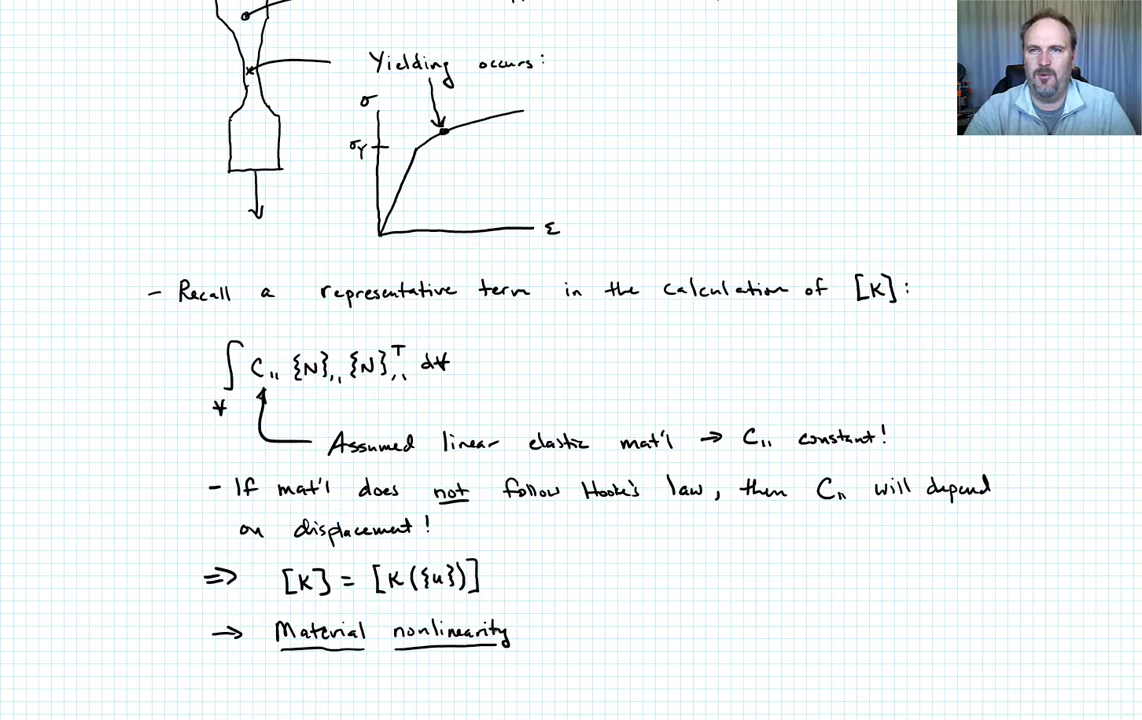 Yielding occurs:
σ
σY
ε
- Recall a representative term in the calculation of [K]:
∫ C₁₁ {N},₁ {N},₁ᵀ dV
V
Assumed linear elastic mat'l → C₁₁ constant!
- If mat'l does not follow Hooke's law, then C₁₁ will depend
on displacement!
⇒ [K] = [K({u})]
→ Material nonlinearity